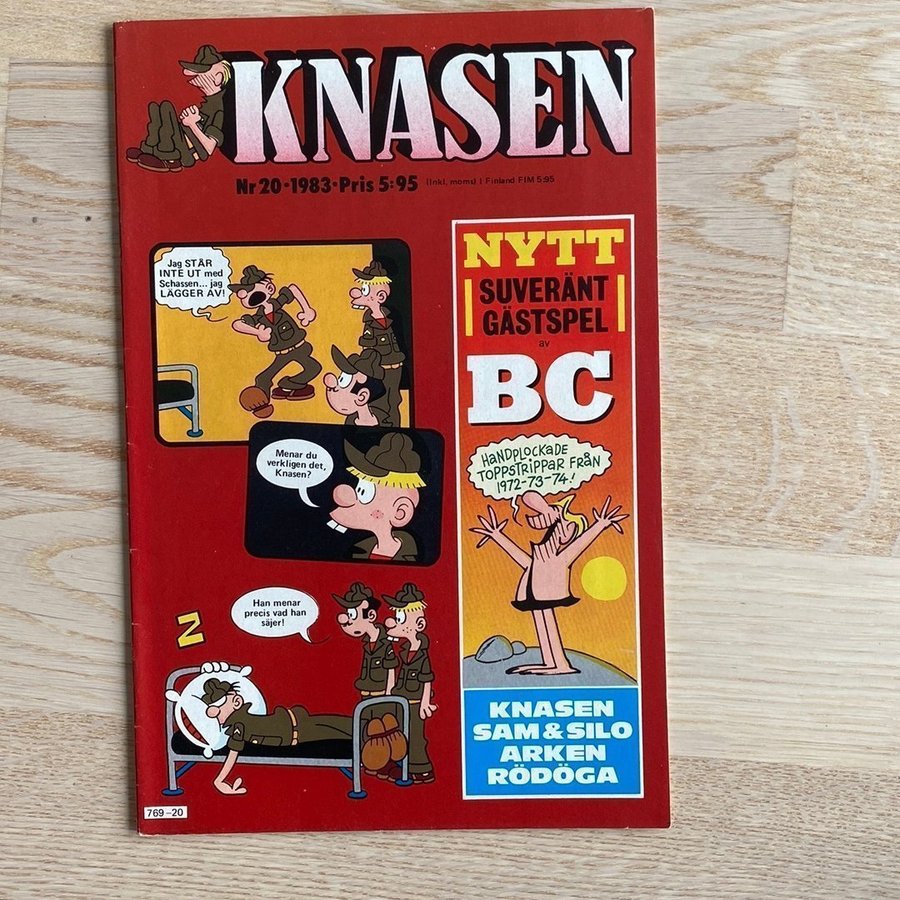 KNASEN
Nr 20 · 1983 · Pris 5:95 (Inkl. moms) I Finland FIM 5:95
Jag STÅR
INTE UT med
Schassen... jag
LÄGGER AV!
Menar du
verkligen det,
Knasen?
Han menar
precis vad han
säjer!
Z
769-20
NYTT
SUVERÄNT
GÄSTSPEL
av
BC
HANDPLOCKADE
TOPPSTRIPPAR FRÅN
1972-73-74!
KNASEN
SAM & SILO
ARKEN
RÖDÖGA